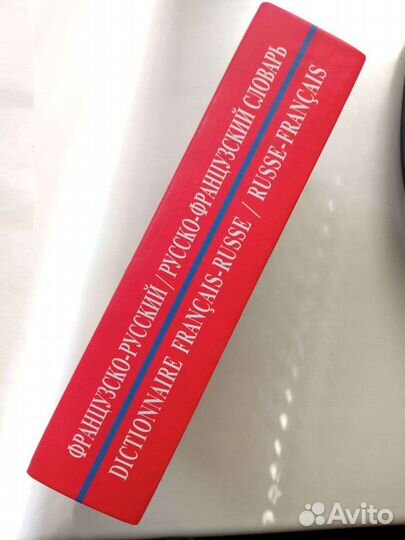 ФРАНЦУЗСКО-РУССКИЙ / РУССКО-ФРАНЦУЗСКИЙ СЛОВАРЬ
DICTIONNAIRE FRANÇAIS-RUSSE / RUSSE-FRANÇAIS
Avito